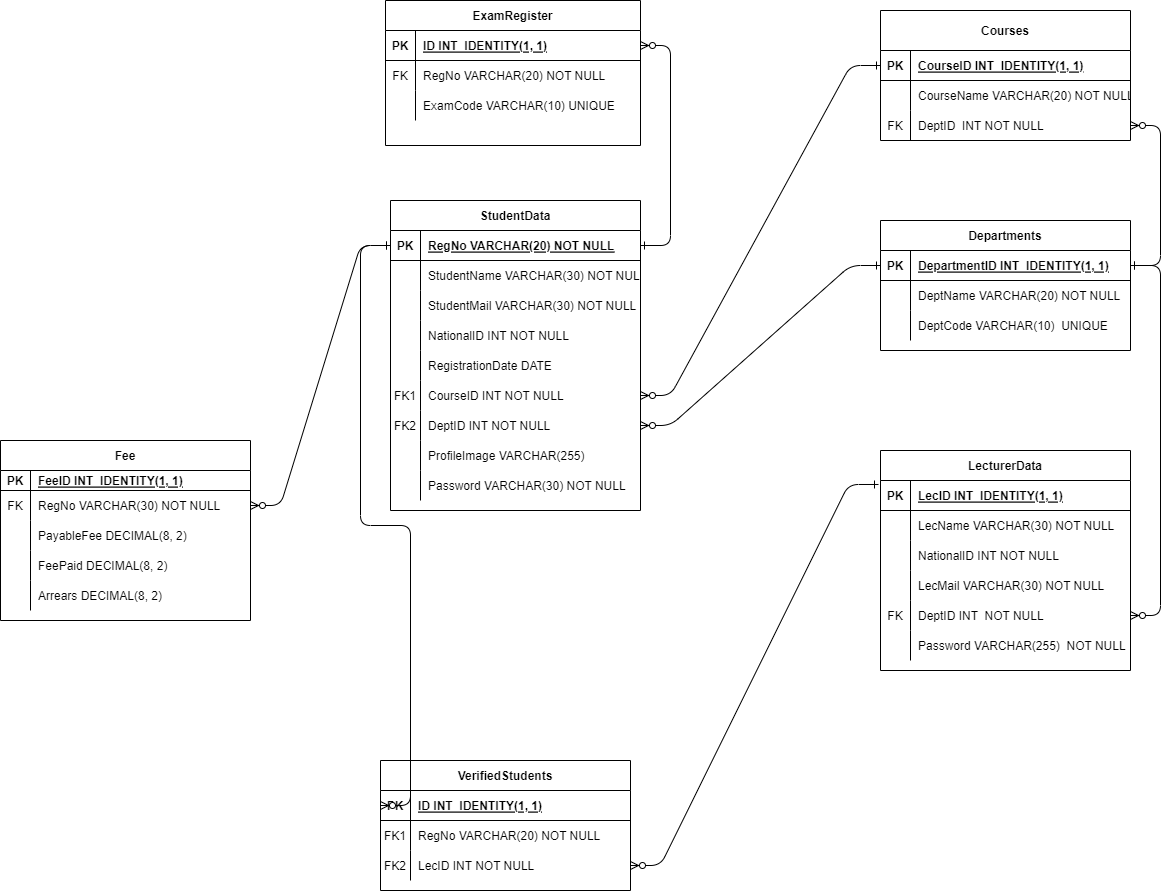 ExamRegister
PK ID INT IDENTITY(1, 1)
FK RegNo VARCHAR(20) NOT NULL
ExamCode VARCHAR(10) UNIQUE
Courses
PK CourseID INT IDENTITY(1, 1)
CourseName VARCHAR(20) NOT NULL
FK DeptID INT NOT NULL
StudentData
PK RegNo VARCHAR(20) NOT NULL
StudentName VARCHAR(30) NOT NUL
StudentMail VARCHAR(30) NOT NULL
NationalID INT NOT NULL
RegistrationDate DATE
FK1 CourseID INT NOT NULL
FK2 DeptID INT NOT NULL
ProfileImage VARCHAR(255)
Password VARCHAR(30) NOT NULL
Departments
PK DepartmentID INT IDENTITY(1, 1)
DeptName VARCHAR(20) NOT NULL
DeptCode VARCHAR(10) UNIQUE
Fee
PK FeeID INT IDENTITY(1, 1)
FK RegNo VARCHAR(30) NOT NULL
PayableFee DECIMAL(8, 2)
FeePaid DECIMAL(8, 2)
Arrears DECIMAL(8, 2)
LecturerData
PK LecID INT IDENTITY(1, 1)
LecName VARCHAR(30) NOT NULL
NationalID INT NOT NULL
LecMail VARCHAR(30) NOT NULL
FK DeptID INT NOT NULL
Password VARCHAR(255) NOT NULL
VerifiedStudents
PK ID INT IDENTITY(1, 1)
FK1 RegNo VARCHAR(20) NOT NULL
FK2 LecID INT NOT NULL